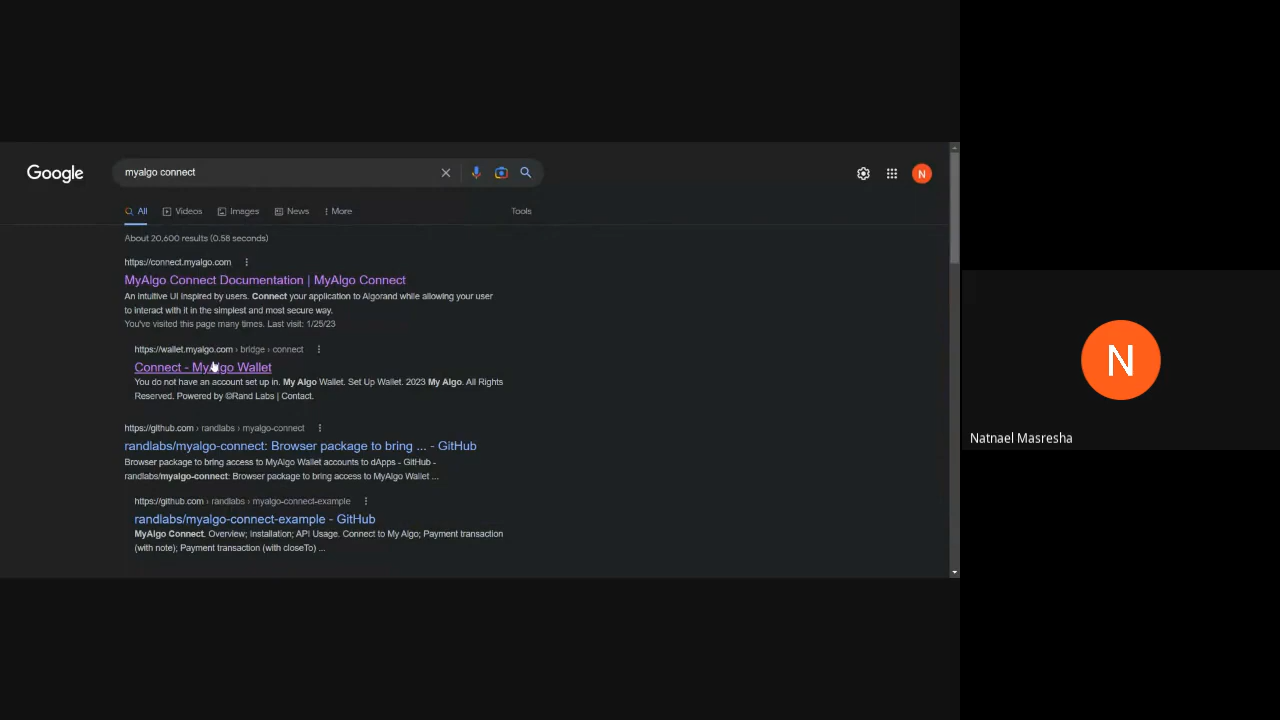 Google
myalgo connect
N
All Videos Images News More Tools
About 20,600 results (0.58 seconds)
https://connect.myalgo.com
MyAlgo Connect Documentation | MyAlgo Connect
An intuitive UI inspired by users. Connect your application to Algorand while allowing your user
to interact with it in the simplest and most secure way.
You've visited this page many times. Last visit: 1/25/23
https://wallet.myalgo.com › bridge › connect
Connect - MyAlgo Wallet
You do not have an account set up in. My Algo Wallet. Set Up Wallet. 2023 My Algo. All Rights
Reserved. Powered by ©Rand Labs | Contact.
https://github.com › randlabs › myalgo-connect
randlabs/myalgo-connect: Browser package to bring ... - GitHub
Browser package to bring access to MyAlgo Wallet accounts to dApps - GitHub -
randlabs/myalgo-connect: Browser package to bring access to MyAlgo Wallet ...
https://github.com › randlabs › myalgo-connect-example
randlabs/myalgo-connect-example - GitHub
MyAlgo Connect. Overview; Installation; API Usage. Connect to My Algo; Payment transaction
(with note); Payment transaction (with closeTo) ...
N
Natnael Masresha